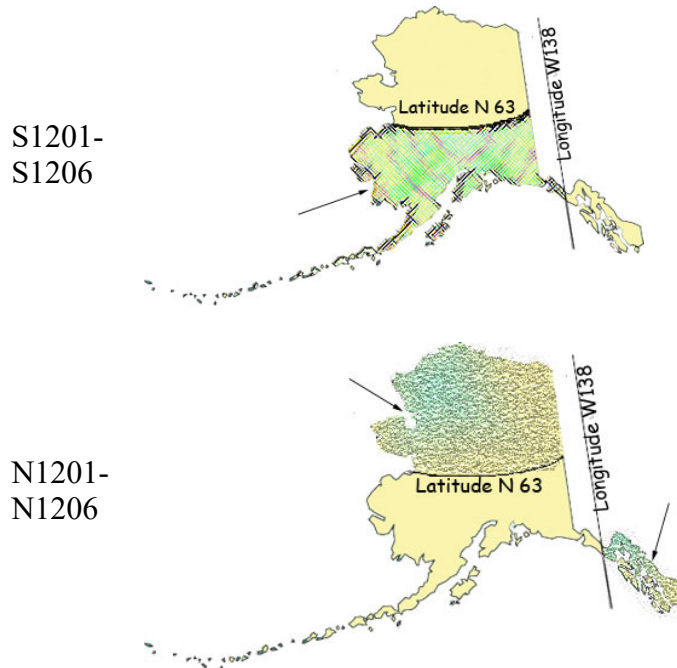 Latitude N 63
Longitude W138
S1201-
S1206
Latitude N 63
Longitude W138
N1201-
N1206